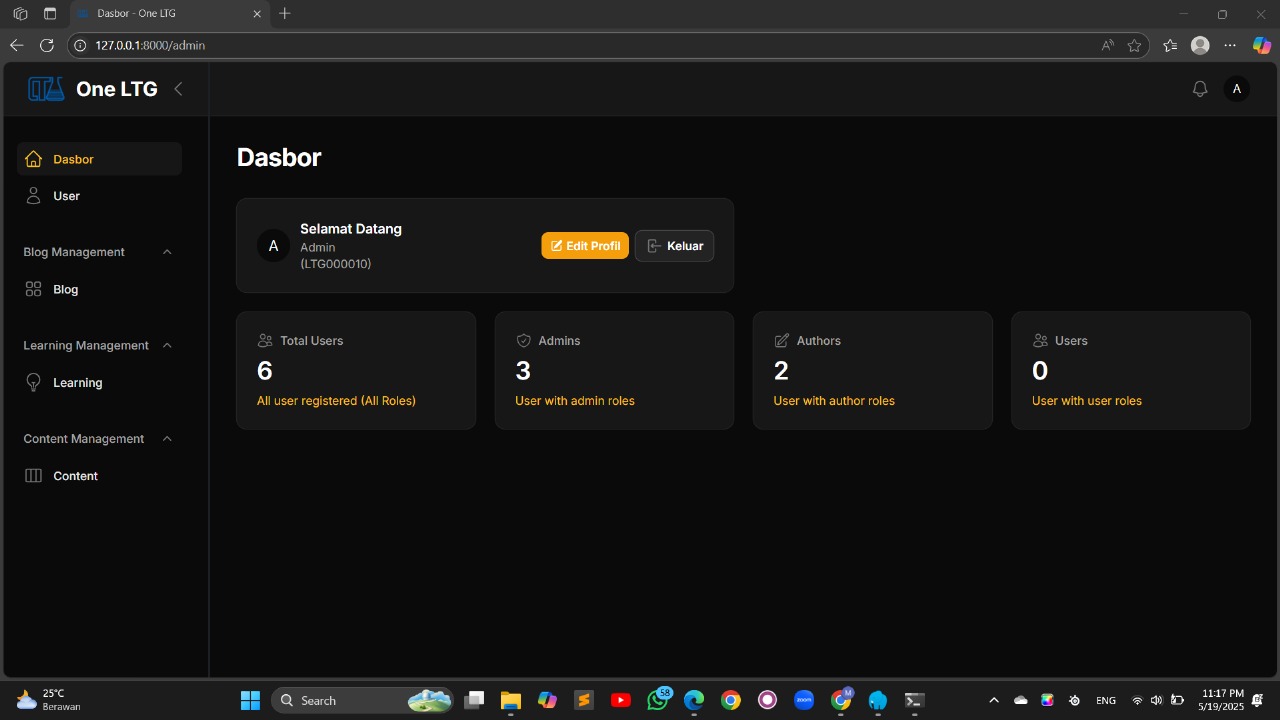 Dasbor - One LTG
127.0.0.1:8000/admin
One LTG
A
Dasbor
User
Blog Management
Blog
Learning Management
Learning
Content Management
Content
Dasbor
A
Selamat Datang
Admin
(LTG000010)
Edit Profil
Keluar
Total Users
6
All user registered (All Roles)
Admins
3
User with admin roles
Authors
2
User with author roles
Users
0
User with user roles
25°C
Berawan
Search
58
zoom
M
ENG
11:17 PM
5/19/2025